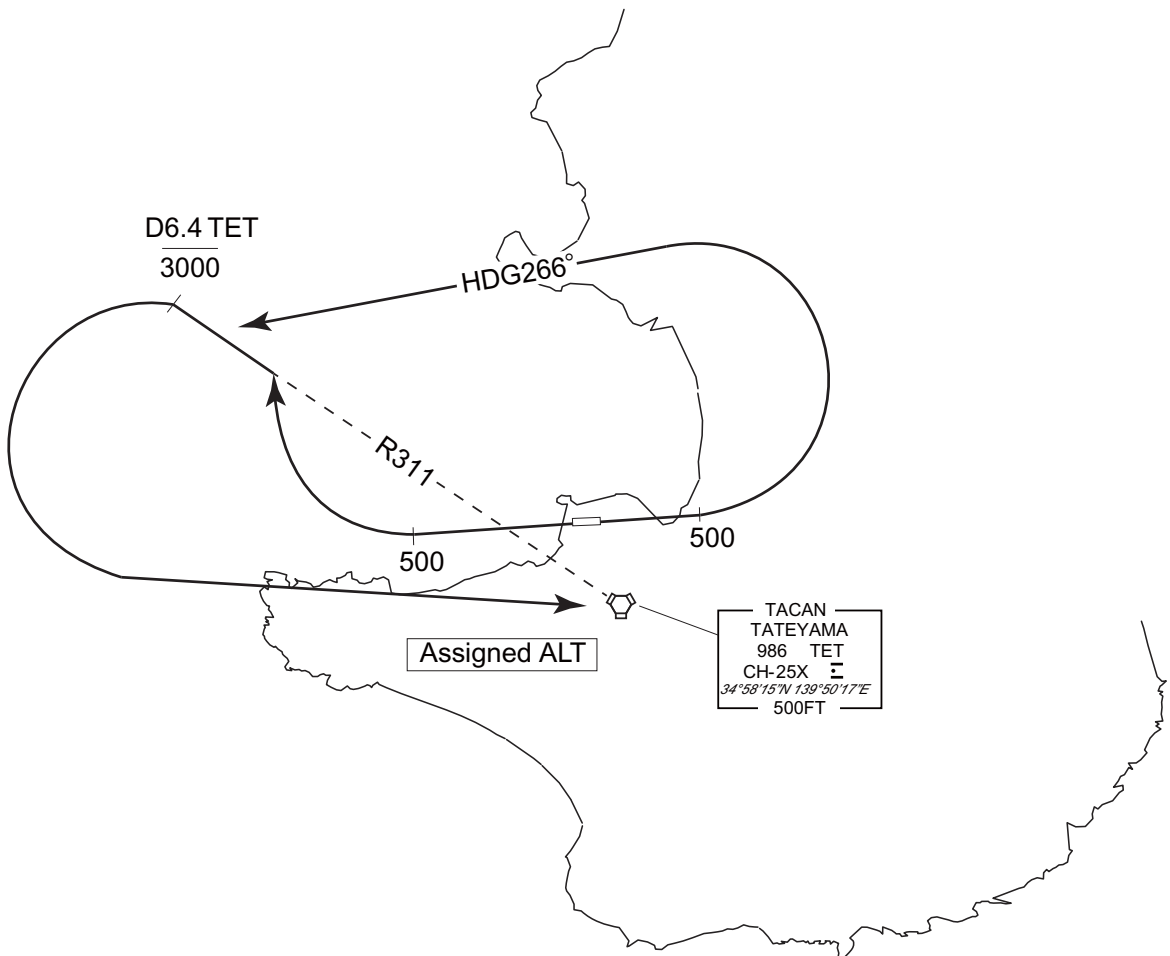 D6.4 TET
3000
HDG266°
R311
500
500
Assigned ALT
TACAN
TATEYAMA
986 TET
CH-25X
34°58'15"N 139°50'17"E
500FT